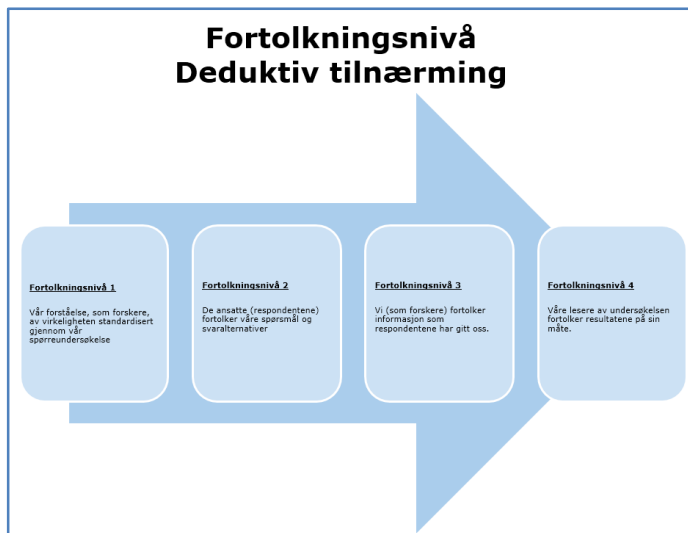 Fortolkningsnivå
Deduktiv tilnærming
Fortolkningsnivå 1
Vår forståelse, som forskere,
av virkeligheten standardisert
gjennom vår
spørreundersøkelse
Fortolkningsnivå 2
De ansatte (respondentene)
fortolker våre spørsmål og
svaralternativer
Fortolkningsnivå 3
Vi (som forskere) fortolker
informasjon som
respondentene har gitt oss.
Fortolkningsnivå 4
Våre lesere av undersøkelsen
fortolker resultatene på sin
måte.